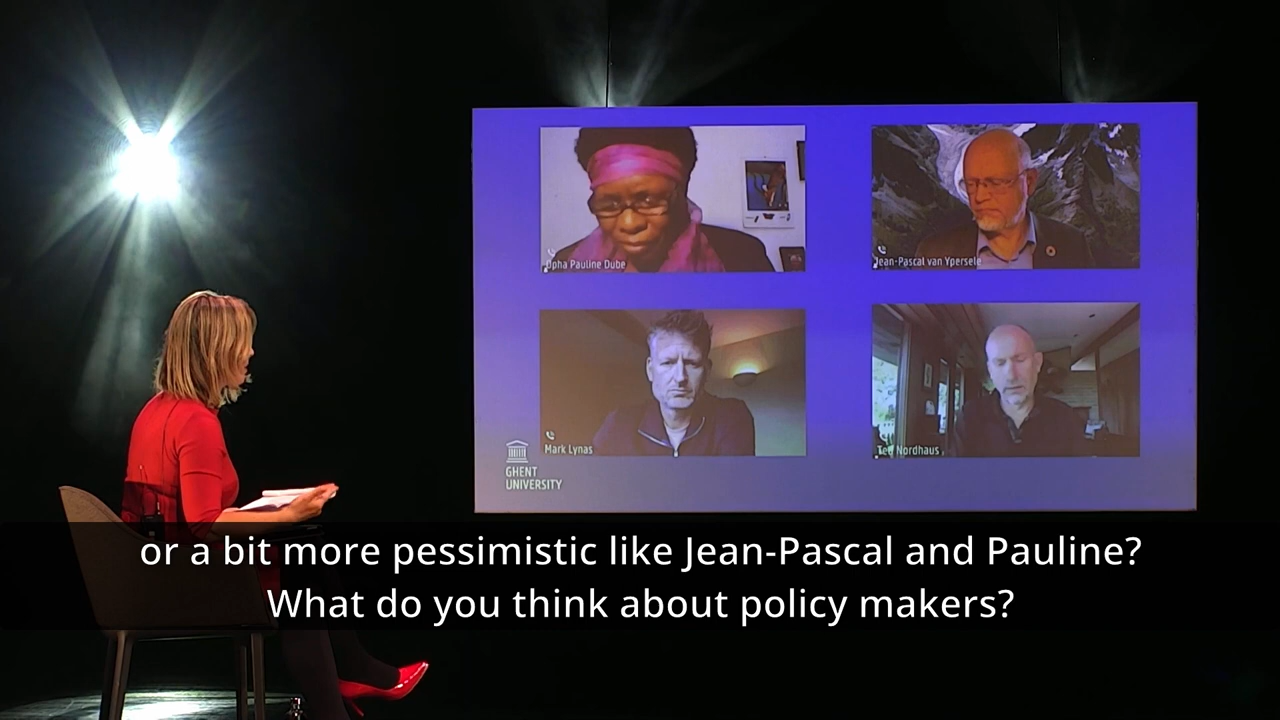 Opha Pauline Dube
Jean-Pascal van Ypersele
Mark Lynas
Ted Nordhaus
GHENT
UNIVERSITY
or a bit more pessimistic like Jean-Pascal and Pauline?
What do you think about policy makers?